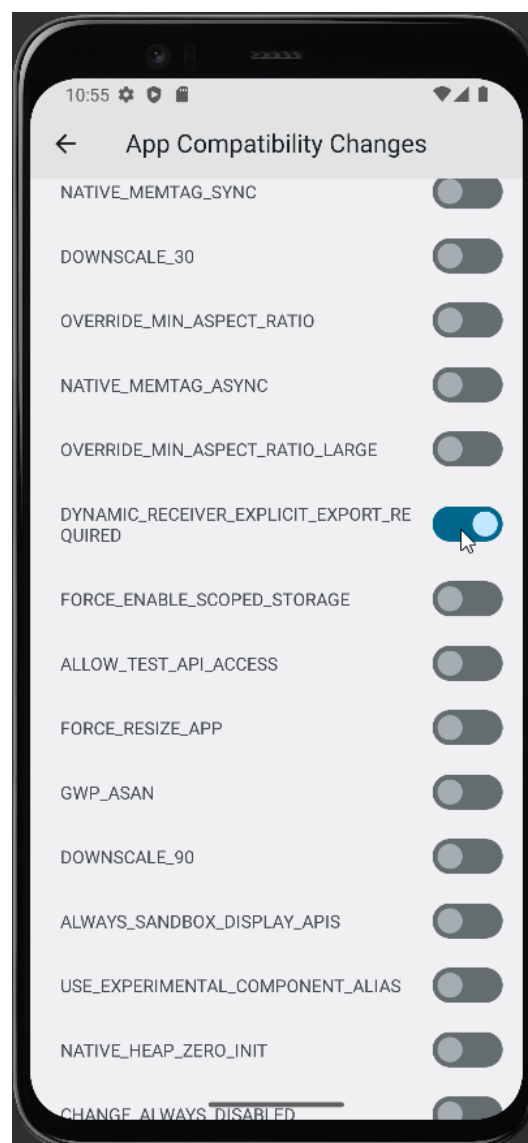 10:55
App Compatibility Changes
NATIVE_MEMTAG_SYNC
DOWNSCALE_30
OVERRIDE_MIN_ASPECT_RATIO
NATIVE_MEMTAG_ASYNC
OVERRIDE_MIN_ASPECT_RATIO_LARGE
DYNAMIC_RECEIVER_EXPLICIT_EXPORT_RE
QUIRED
FORCE_ENABLE_SCOPED_STORAGE
ALLOW_TEST_API_ACCESS
FORCE_RESIZE_APP
GWP_ASAN
DOWNSCALE_90
ALWAYS_SANDBOX_DISPLAY_APIS
USE_EXPERIMENTAL_COMPONENT_ALIAS
NATIVE_HEAP_ZERO_INIT
CHANGE_ALWAYS_DISABLED